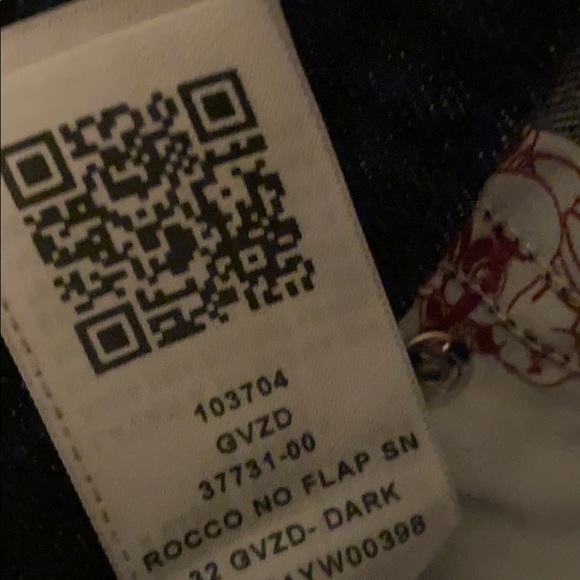 103704
GVZD
37731-00
ROCCO NO FLAP SN
32 GVZD- DARK
1YW00398